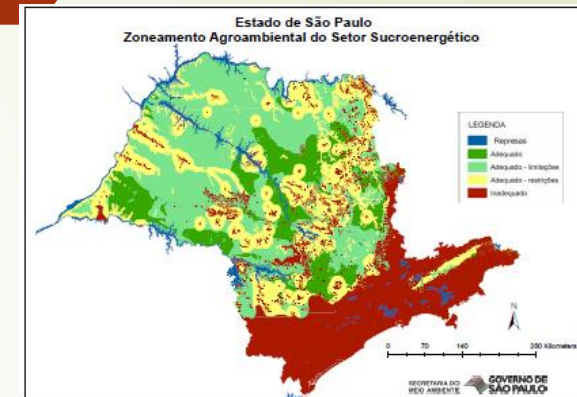 Estado de São Paulo
Zoneamento Agroambiental do Setor Sucroenergético
LEGENDA
Represas
Adequado
Adequado - limitações
Adequado - restrições
Inadequado
N
0 70 140 280 Kilometers
SECRETARIA DO
MEIO AMBIENTE
GOVERNO DE
SÃO PAULO